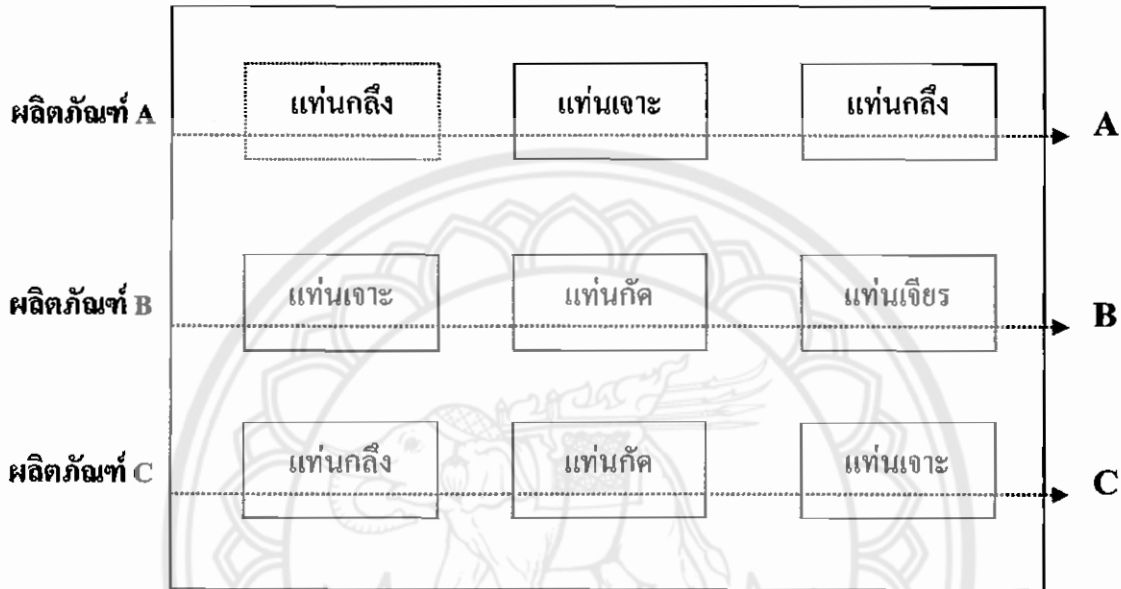 ผลิตภัณฑ์ A แท่นกลึง แท่นเจาะ แท่นกลึง A
ผลิตภัณฑ์ B แท่นเจาะ แท่นกัด แท่นเจียร B
ผลิตภัณฑ์ C แท่นกลึง แท่นกัด แท่นเจาะ C